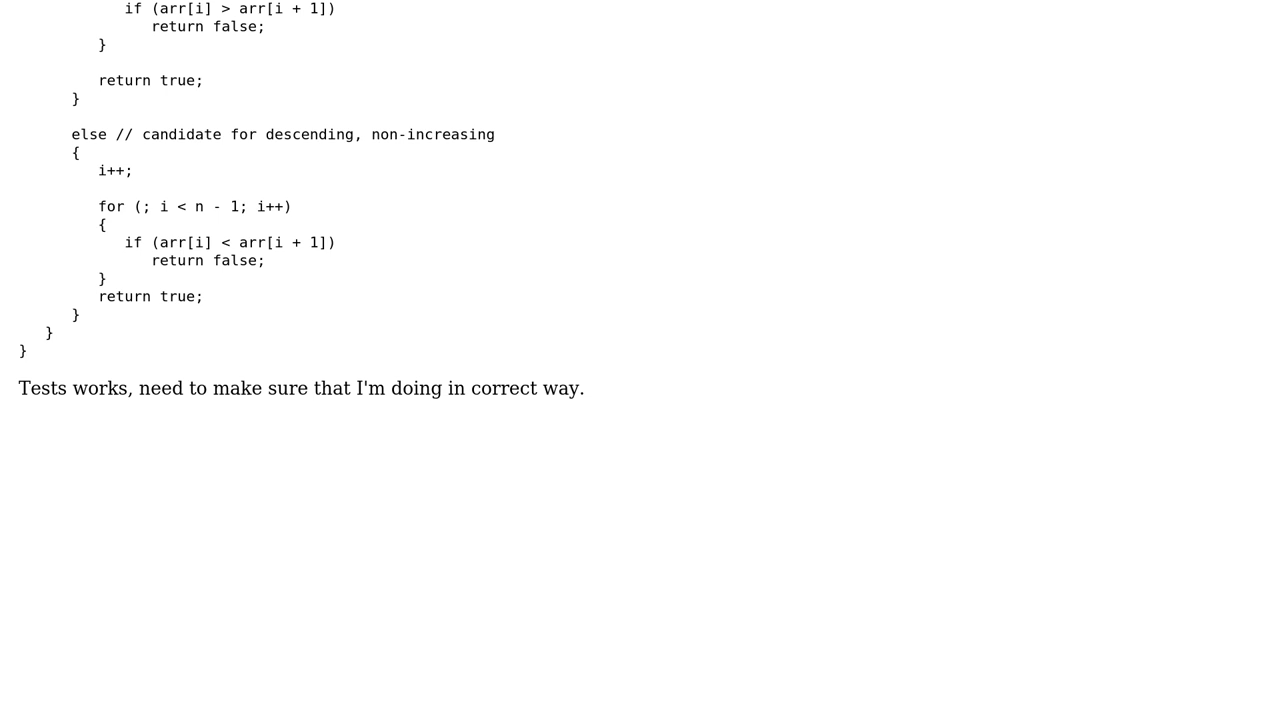 if (arr[i] > arr[i + 1])
               return false;
         }

         return true;
      }

      else // candidate for descending, non-increasing
      {
         i++;

         for (; i < n - 1; i++)
         {
            if (arr[i] < arr[i + 1])
               return false;
         }
         return true;
      }
   }
}
Tests works, need to make sure that I'm doing in correct way.